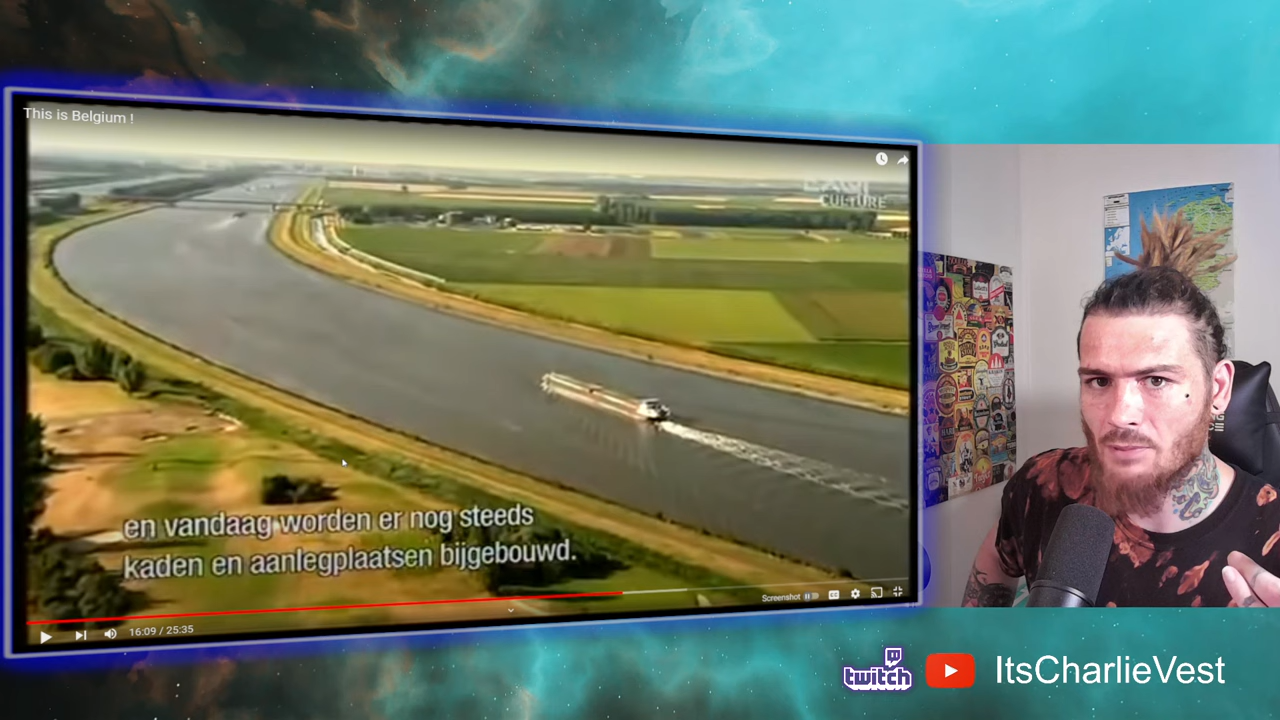 This is Belgium !
CULTURE
en vandaag worden er nog steeds
kaden en aanlegplaatsen bijgebouwd.
Screenshot
16:09 / 25:35
twitch
ItsCharlieVest